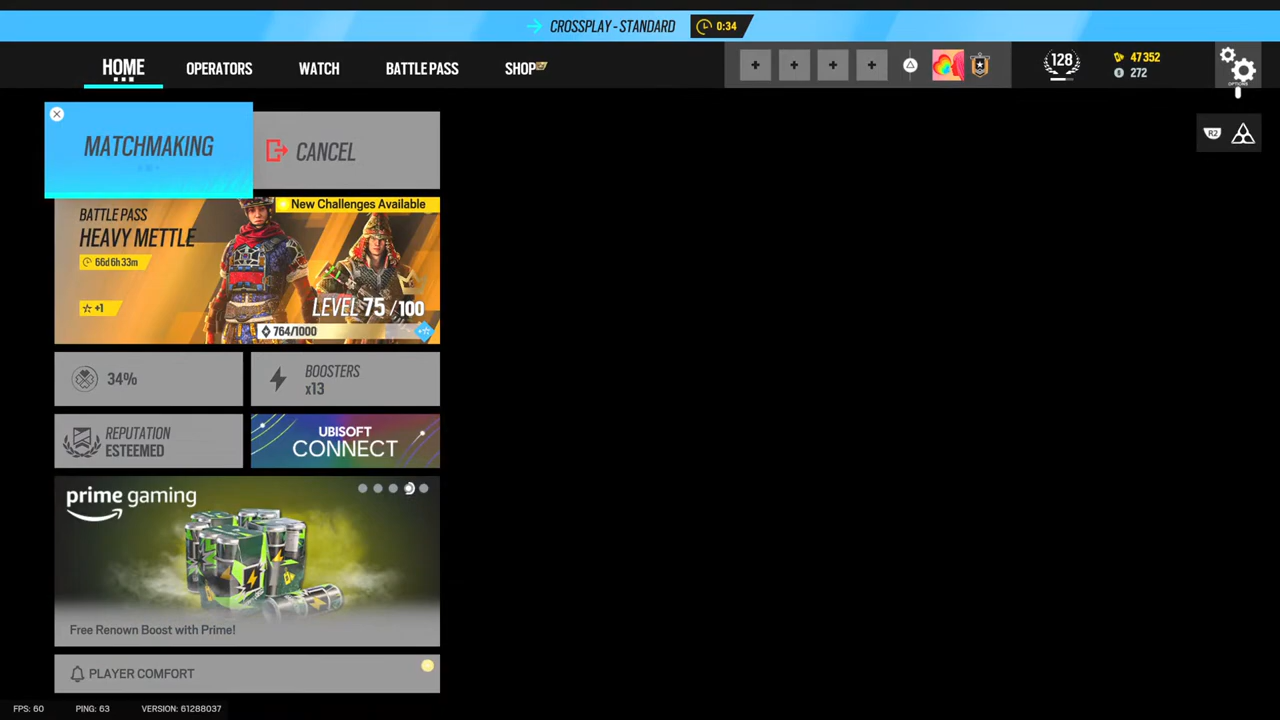 CROSSPLAY - STANDARD 0:34
HOME OPERATORS WATCH BATTLE PASS SHOP
+ + + +
128
47 352
272
OPTIONS
R2
MATCHMAKING
CANCEL
New Challenges Available
BATTLE PASS
HEAVY METTLE
66d 6h 33m
+1
LEVEL 75 /100
764/1000
34%
BOOSTERS
x13
REPUTATION
ESTEEMED
UBISOFT
CONNECT
prime gaming
Free Renown Boost with Prime!
PLAYER COMFORT
FPS: 60 PING: 63 VERSION: 61288037